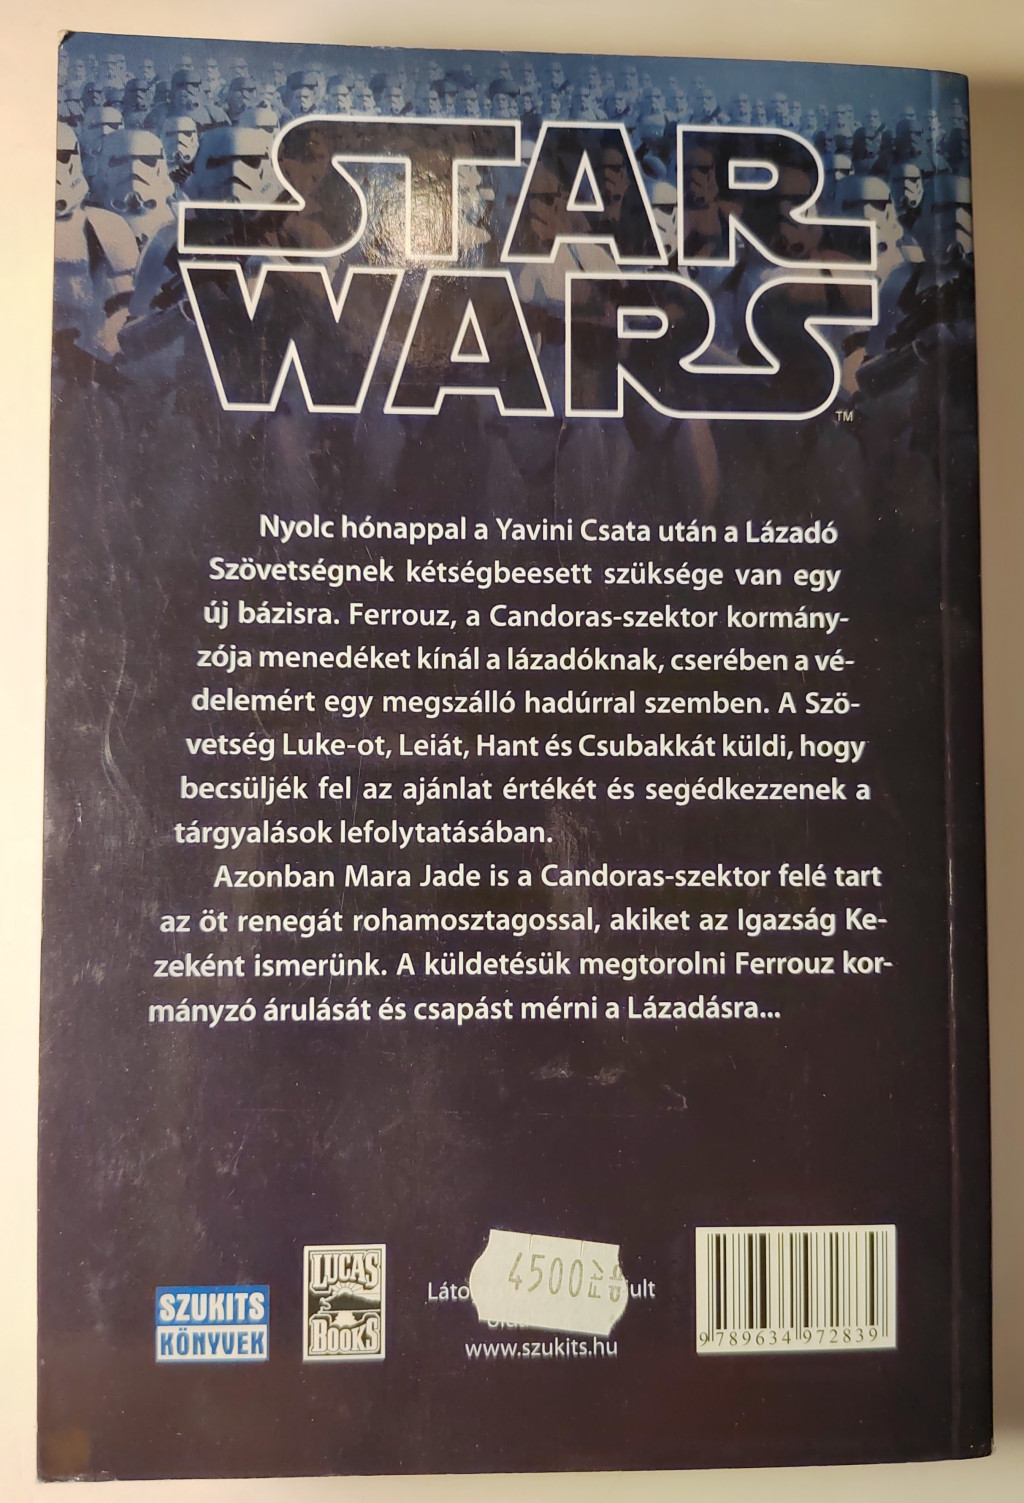 STAR
WARS
TM
Nyolc hónappal a Yavini Csata után a Lázadó
Szövetségnek kétségbeesett szüksége van egy
új bázisra. Ferrouz, a Candoras-szektor kormány-
zója menedéket kínál a lázadóknak, cserében a vé-
delemért egy megszálló hadúrral szemben. A Szö-
vetség Luke-ot, Leiát, Hant és Csubakkát küldi, hogy
becsüljék fel az ajánlat értékét és segédkezzenek a
tárgyalások lefolytatásában.
Azonban Mara Jade is a Candoras-szektor felé tart
az öt renegát rohamosztagossal, akiket az Igazság Ke-
zeként ismerünk. A küldetésük megtorolni Ferrouz kor-
mányzó árulását és csapást mérni a Lázadásra...
SZUKITS
KÖNYVEK
LUCAS
BOOKS
4500
www.szukits.hu
9 789634 972839